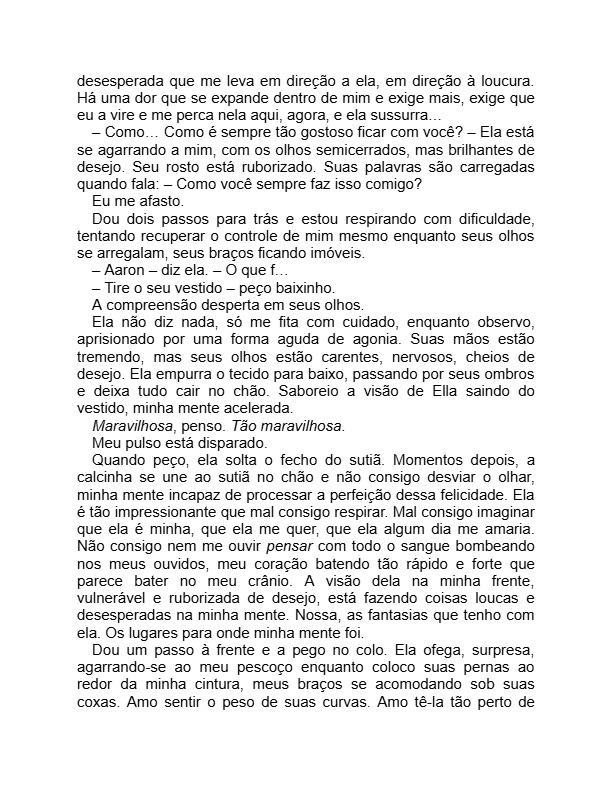 desesperada que me leva em direção a ela, em direção à loucura.
Há uma dor que se expande dentro de mim e exige mais, exige que
eu a vire e me perca nela aqui, agora, e ela sussurra…
– Como… Como é sempre tão gostoso ficar com você? – Ela está
se agarrando a mim, com os olhos semicerrados, mas brilhantes de
desejo. Seu rosto está ruborizado. Suas palavras são carregadas
quando fala: – Como você sempre faz isso comigo?
Eu me afasto.
Dou dois passos para trás e estou respirando com dificuldade,
tentando recuperar o controle de mim mesmo enquanto seus olhos
se arregalam, seus braços ficando imóveis.
– Aaron – diz ela. – O que f…
– Tire o seu vestido – peço baixinho.
A compreensão desperta em seus olhos.
Ela não diz nada, só me fita com cuidado, enquanto observo,
aprisionado por uma forma aguda de agonia. Suas mãos estão
tremendo, mas seus olhos estão carentes, nervosos, cheios de
desejo. Ela empurra o tecido para baixo, passando por seus ombros
e deixa tudo cair no chão. Saboreio a visão de Ella saindo do
vestido, minha mente acelerada.
Maravilhosa, penso. Tão maravilhosa.
Meu pulso está disparado.
Quando peço, ela solta o fecho do sutiã. Momentos depois, a
calcinha se une ao sutiã no chão e não consigo desviar o olhar,
minha mente incapaz de processar a perfeição dessa felicidade. Ela
é tão impressionante que mal consigo respirar. Mal consigo imaginar
que ela é minha, que ela me quer, que ela algum dia me amaria.
Não consigo nem me ouvir pensar com todo o sangue bombeando
nos meus ouvidos, meu coração batendo tão rápido e forte que
parece bater no meu crânio. A visão dela na minha frente,
vulnerável e ruborizada de desejo, está fazendo coisas loucas e
desesperadas na minha mente. Nossa, as fantasias que tenho com
ela. Os lugares para onde minha mente foi.
Dou um passo à frente e a pego no colo. Ela ofega, surpresa,
agarrando-se ao meu pescoço enquanto coloco suas pernas ao
redor da minha cintura, meus braços se acomodando sob suas
coxas. Amo sentir o peso de suas curvas. Amo tê-la tão perto de